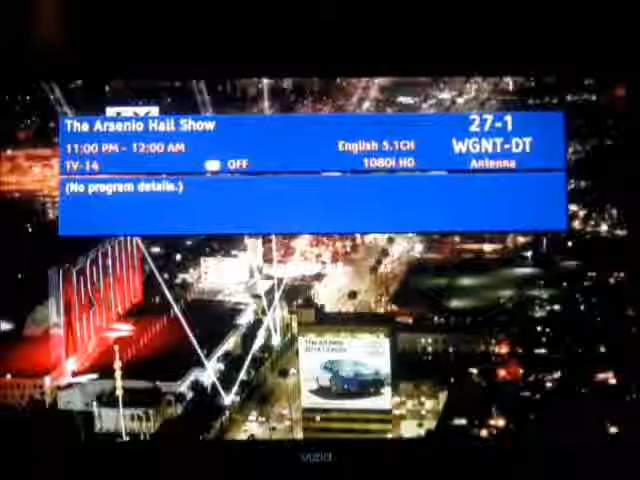 The Arsenio Hall Show
27-1
11:00 PM - 12:00 AM
English 5.1CH
WGNT-DT
TV-14
OFF
1080i HD
Antenna
(No program details.)
ARSENIO
VIZIO